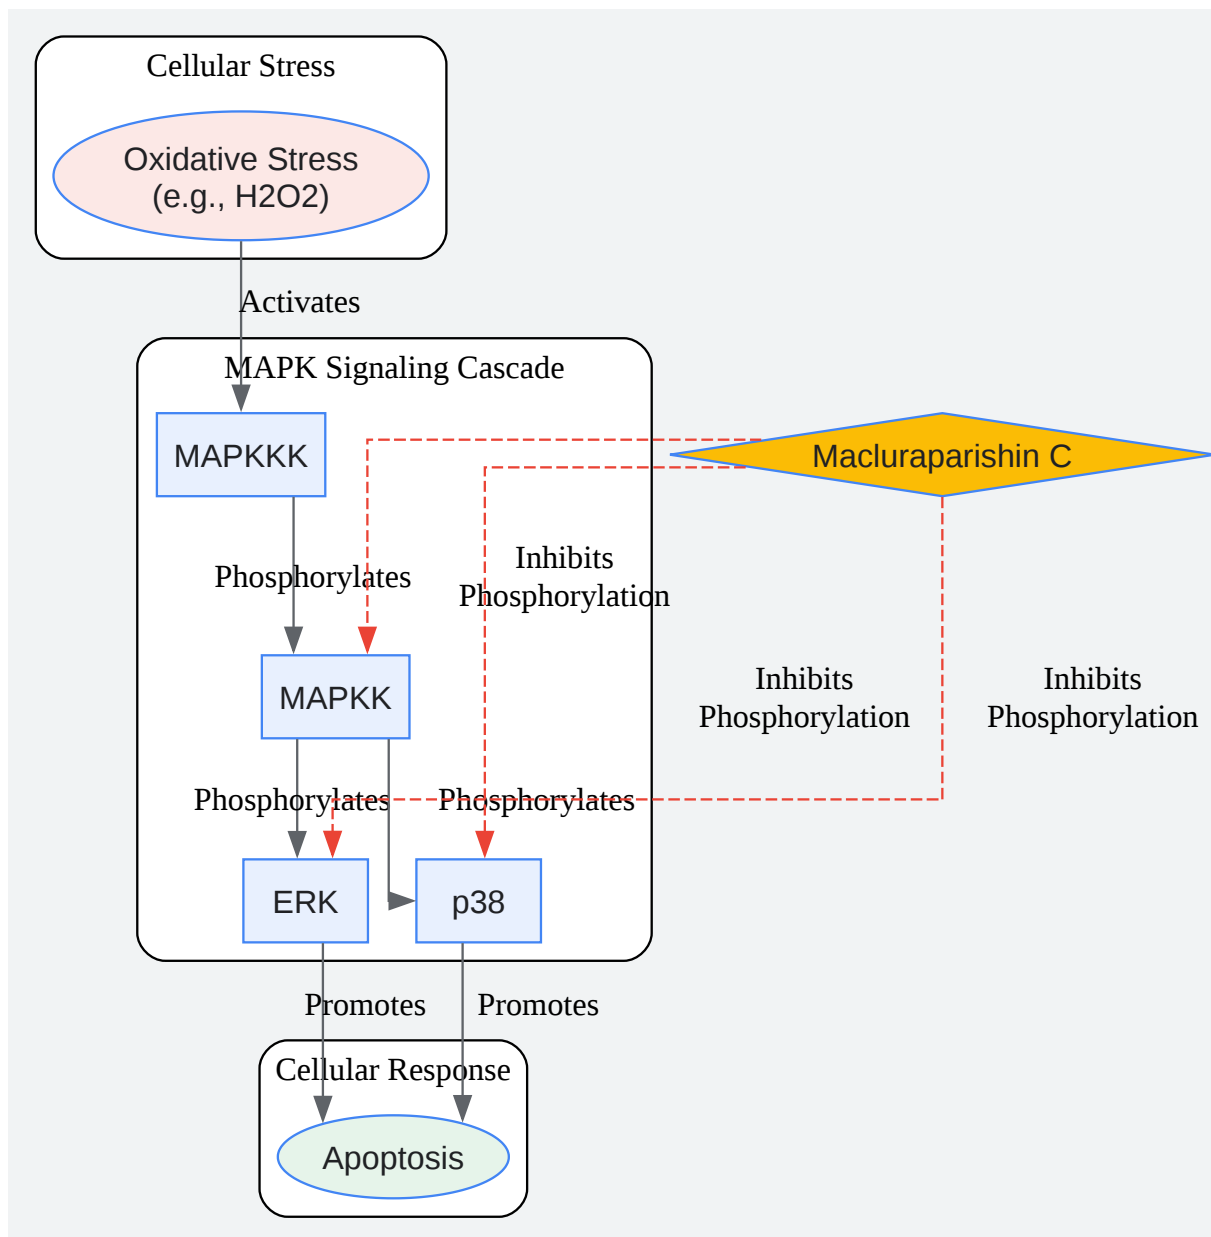 Cellular Stress
Oxidative Stress
(e.g., H2O2)
Activates
MAPK Signaling Cascade
MAPKKK
Macluraparishin C
Phosphorylates
Inhibits
Phosphorylation
MAPKK
Inhibits
Phosphorylation
Inhibits
Phosphorylation
Phosphorylates
Phosphorylates
ERK
p38
Promotes
Promotes
Cellular Response
Apoptosis